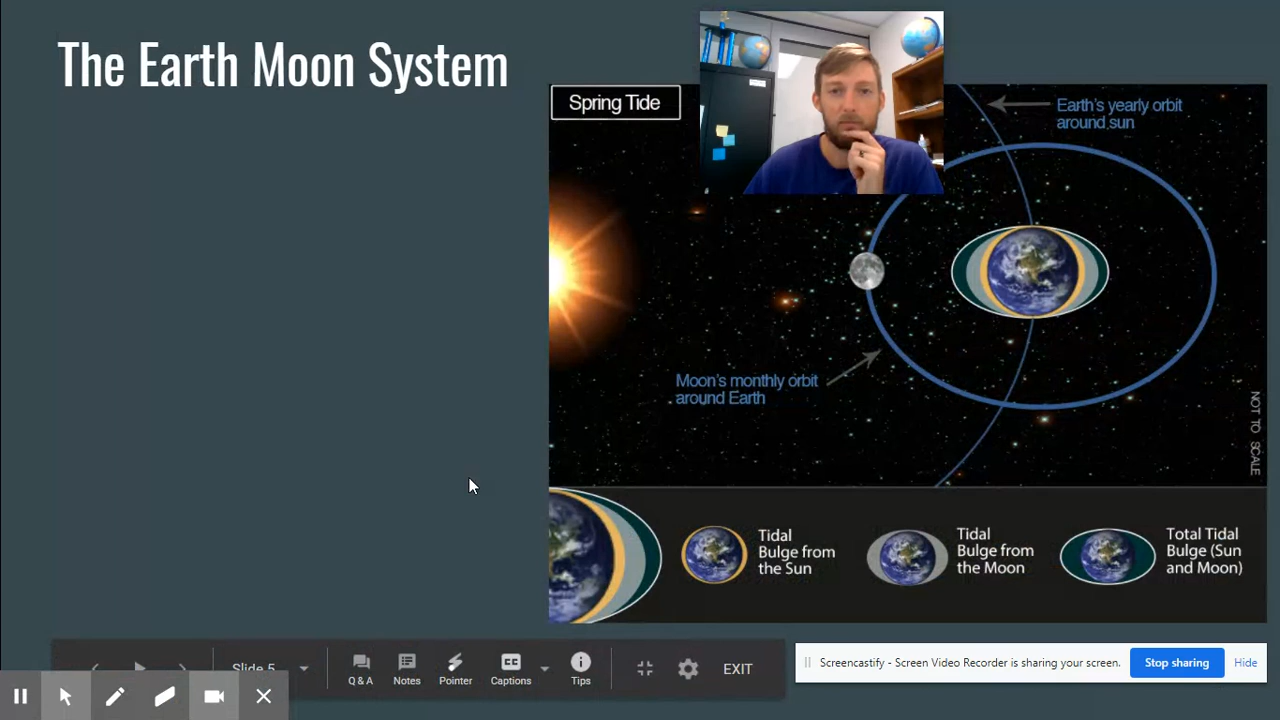 The Earth Moon System
Spring Tide
Earth's yearly orbit
around sun
Moon's monthly orbit
around Earth
NOT TO SCALE
Tidal
Bulge from
the Sun
Tidal
Bulge from
the Moon
Total Tidal
Bulge (Sun
and Moon)
Slide 5
Q & A
Notes
Pointer
Captions
Tips
EXIT
Screencastify - Screen Video Recorder is sharing your screen.
Stop sharing
Hide